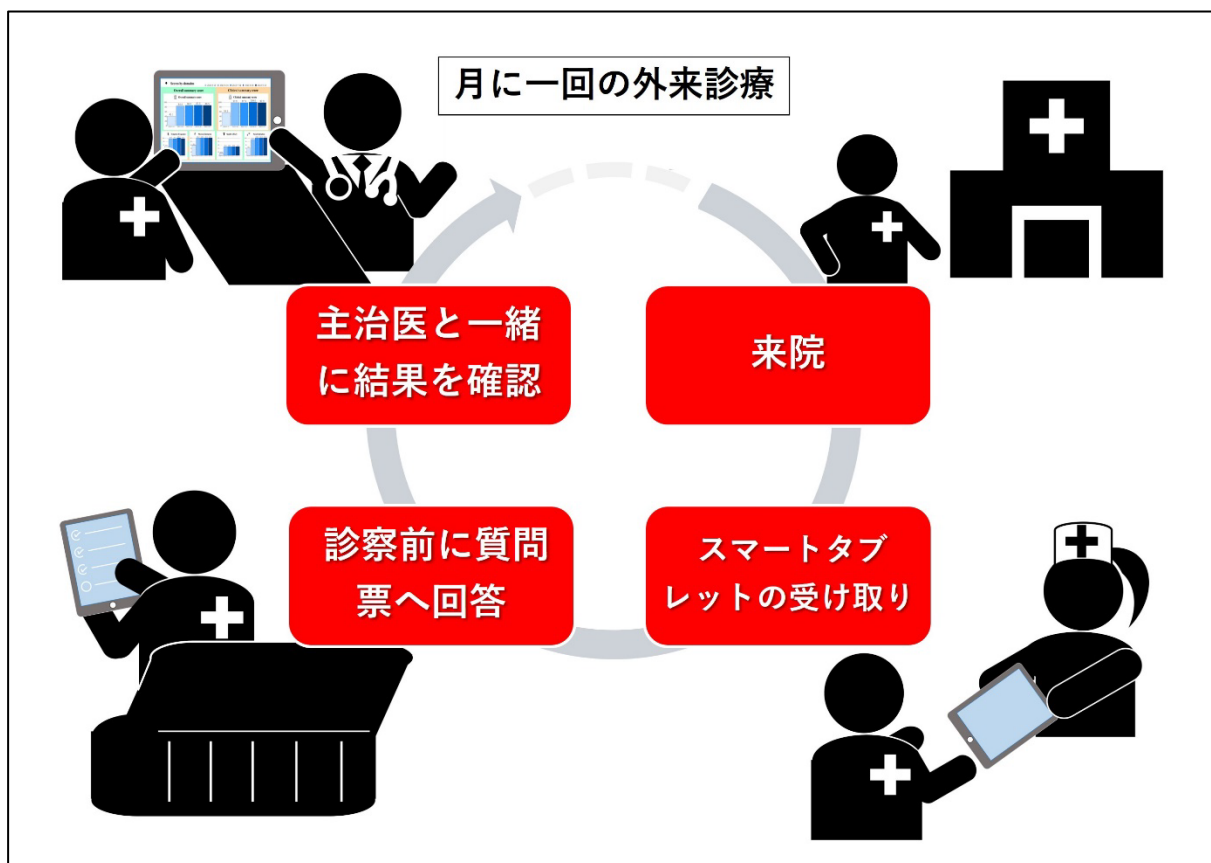 月に一回の外来診療
来院
スマートタブ
レットの受け取り
診察前に質問
票へ回答
主治医と一緒
に結果を確認